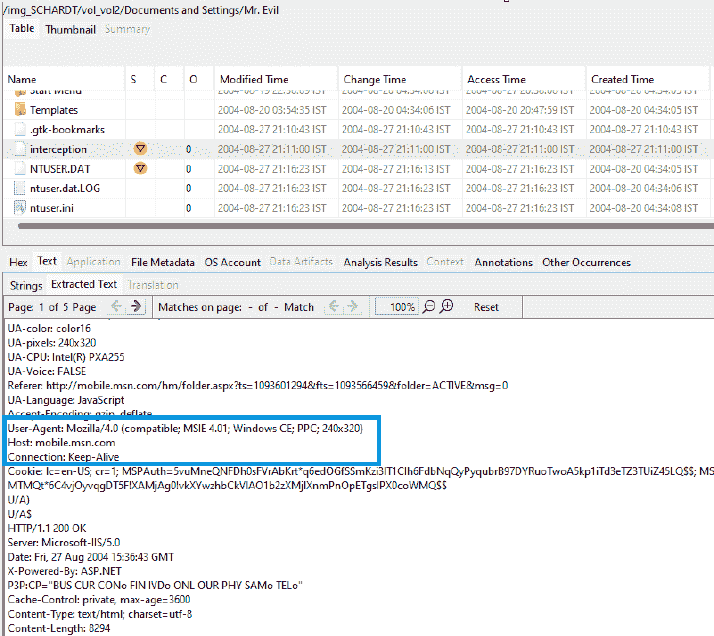 /img_SCHARDT/vol_vol2/Documents and Settings/Mr. Evil
Table Thumbnail Summary
Name S C O Modified Time Change Time Access Time Created Time
Templates 2004-08-20 03:54:35 IST 2004-08-20 04:34:06 IST 2004-08-20 20:47:59 IST 2004-08-20 04:34:05 IST
.gtk-bookmarks 2004-08-27 21:10:43 IST 2004-08-27 21:10:43 IST 2004-08-27 21:10:43 IST 2004-08-27 21:10:43 IST
interception 0 2004-08-27 21:11:00 IST 2004-08-27 21:11:00 IST 2004-08-27 21:11:00 IST 2004-08-27 21:11:00 IST
NTUSER.DAT 0 2004-08-27 21:16:23 IST 2004-08-27 21:16:13 IST 2004-08-27 21:16:23 IST 2004-08-20 04:34:05 IST
ntuser.dat.LOG 0 2004-08-27 21:16:23 IST 2004-08-27 21:16:23 IST 2004-08-27 21:16:23 IST 2004-08-20 04:34:06 IST
ntuser.ini 0 2004-08-27 21:16:23 IST 2004-08-27 21:16:23 IST 2004-08-27 21:16:23 IST 2004-08-20 04:34:08 IST
Hex Text Application File Metadata OS Account Data Artifacts Analysis Results Context Annotations Other Occurrences
Strings Extracted Text Translation
Page: 1 of 5 Page Matches on page: - of - Match 100% Reset
UA-color: color16
UA-pixels: 240x320
UA-CPU: Intel(R) PXA255
UA-Voice: FALSE
Referer: http://mobile.msn.com/hm/folder.aspx?ts=1093601294&fts=1093566459&folder=ACTIVE&msg=0
UA-Language: JavaScript
Accept-Encoding: gzip, deflate
User-Agent: Mozilla/4.0 (compatible; MSIE 4.01; Windows CE; PPC; 240x320)
Host: mobile.msn.com
Connection: Keep-Alive
Cookie: lc=en-US; cr=1;
U/A)
U/A$
HTTP/1.1 200 OK
Server: Microsoft-IIS/5.0
Date: Fri, 27 Aug 2004 15:36:43 GMT
X-Powered-By: ASP.NET
P3P:CP="BUS CUR CONo FIN IVDo ONL OUR PHY SAMo TELo"
Cache-Control: private, max-age=3600
Content-Type: text/html; charset=utf-8
Content-Length: 8294